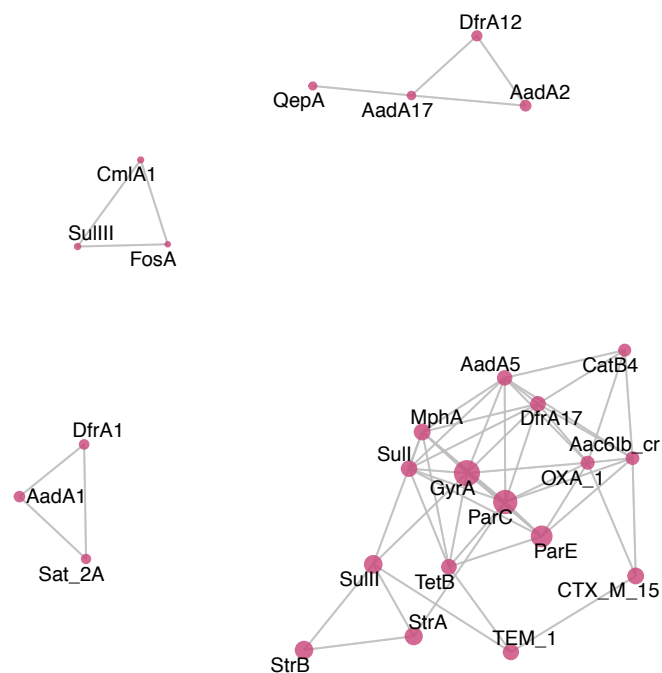 DfrA12
QepA
AadA17
AadA2
CmlA1
SulIII
FosA
AadA5
CatB4
MphA
DfrA17
DfrA1
SulI
Aac6Ib_cr
GyrA
OXA_1
AadA1
ParC
ParE
Sat_2A
SulII
TetB
CTX_M_15
StrA
TEM_1
StrB